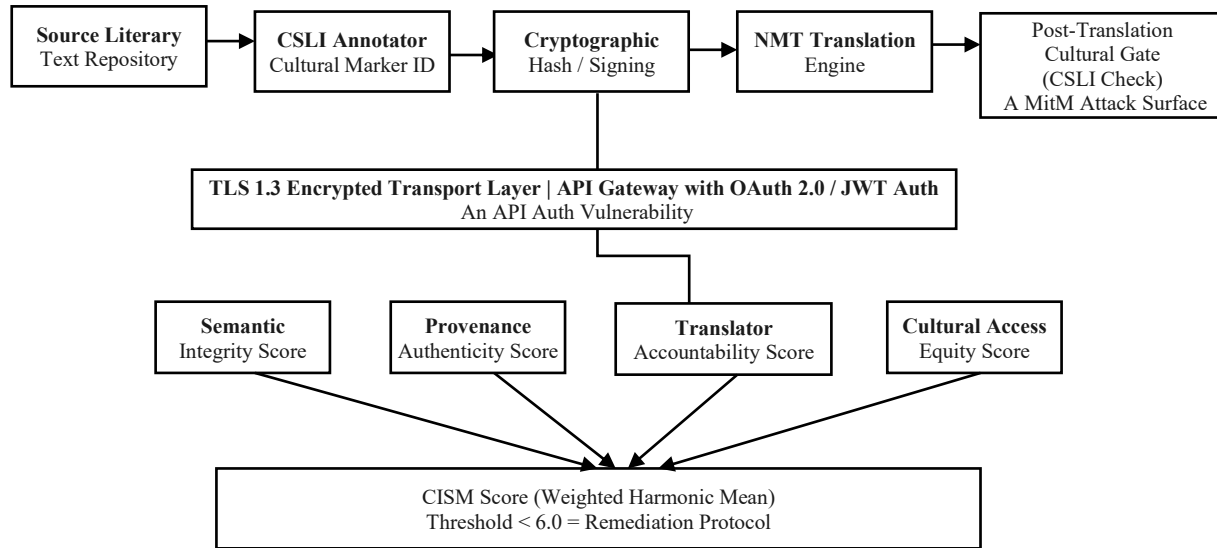 Source Literary
Text Repository
CSLI Annotator
Cultural Marker ID
Cryptographic
Hash / Signing
NMT Translation
Engine
Post-Translation
Cultural Gate
(CSLI Check)
A MitM Attack Surface
TLS 1.3 Encrypted Transport Layer | API Gateway with OAuth 2.0 / JWT Auth
An API Auth Vulnerability
Semantic
Integrity Score
Provenance
Authenticity Score
Translator
Accountability Score
Cultural Access
Equity Score
CISM Score (Weighted Harmonic Mean)
Threshold < 6.0 = Remediation Protocol